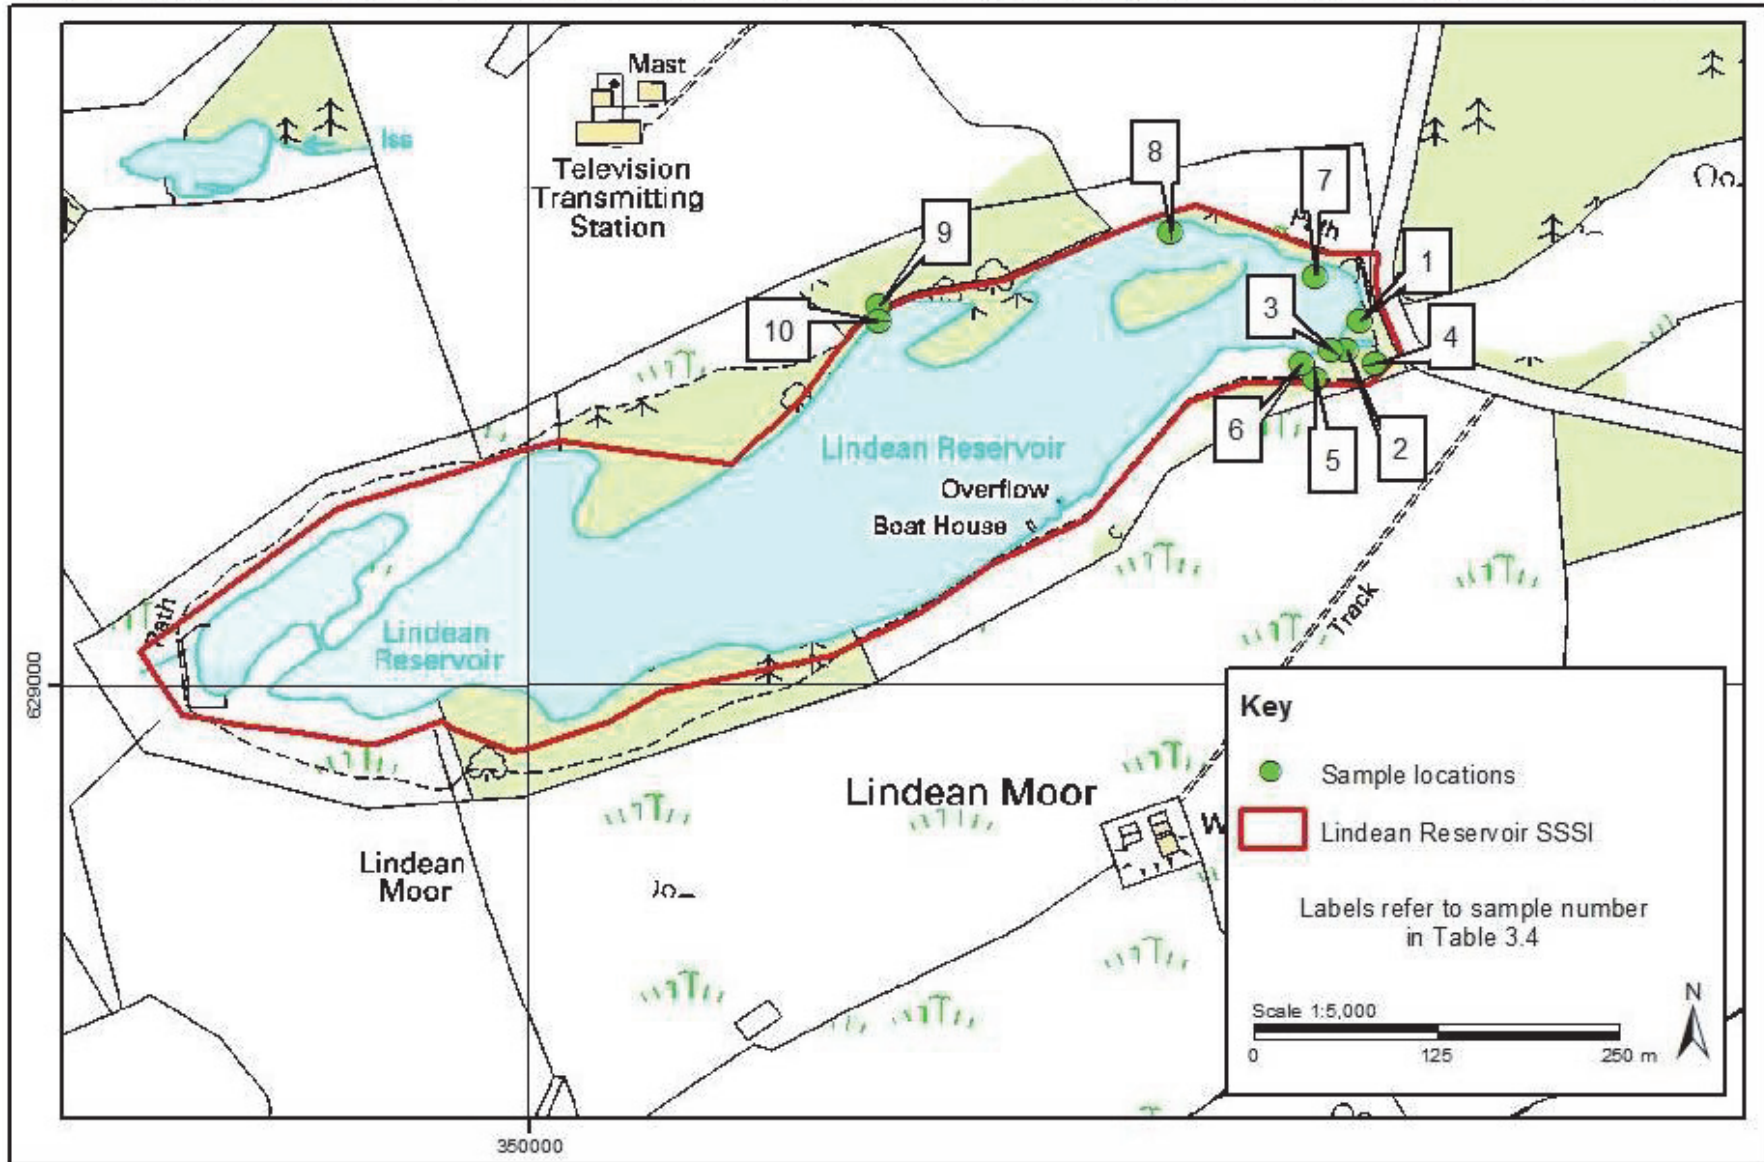 Mast
Iss
Television
Transmitting
Station
8
7
9
1
Path
3
10
4
6
5
2
Lindean Reservoir
Overflow
Boat House
Path
Lindean
Reservoir
Track
629000
Lindean Moor
W
Lindean
Moor
Key
Sample locations
Lindean Reservoir SSSI
Labels refer to sample number
in Table 3.4
N
Scale 1:5,000
0 125 250 m
350000